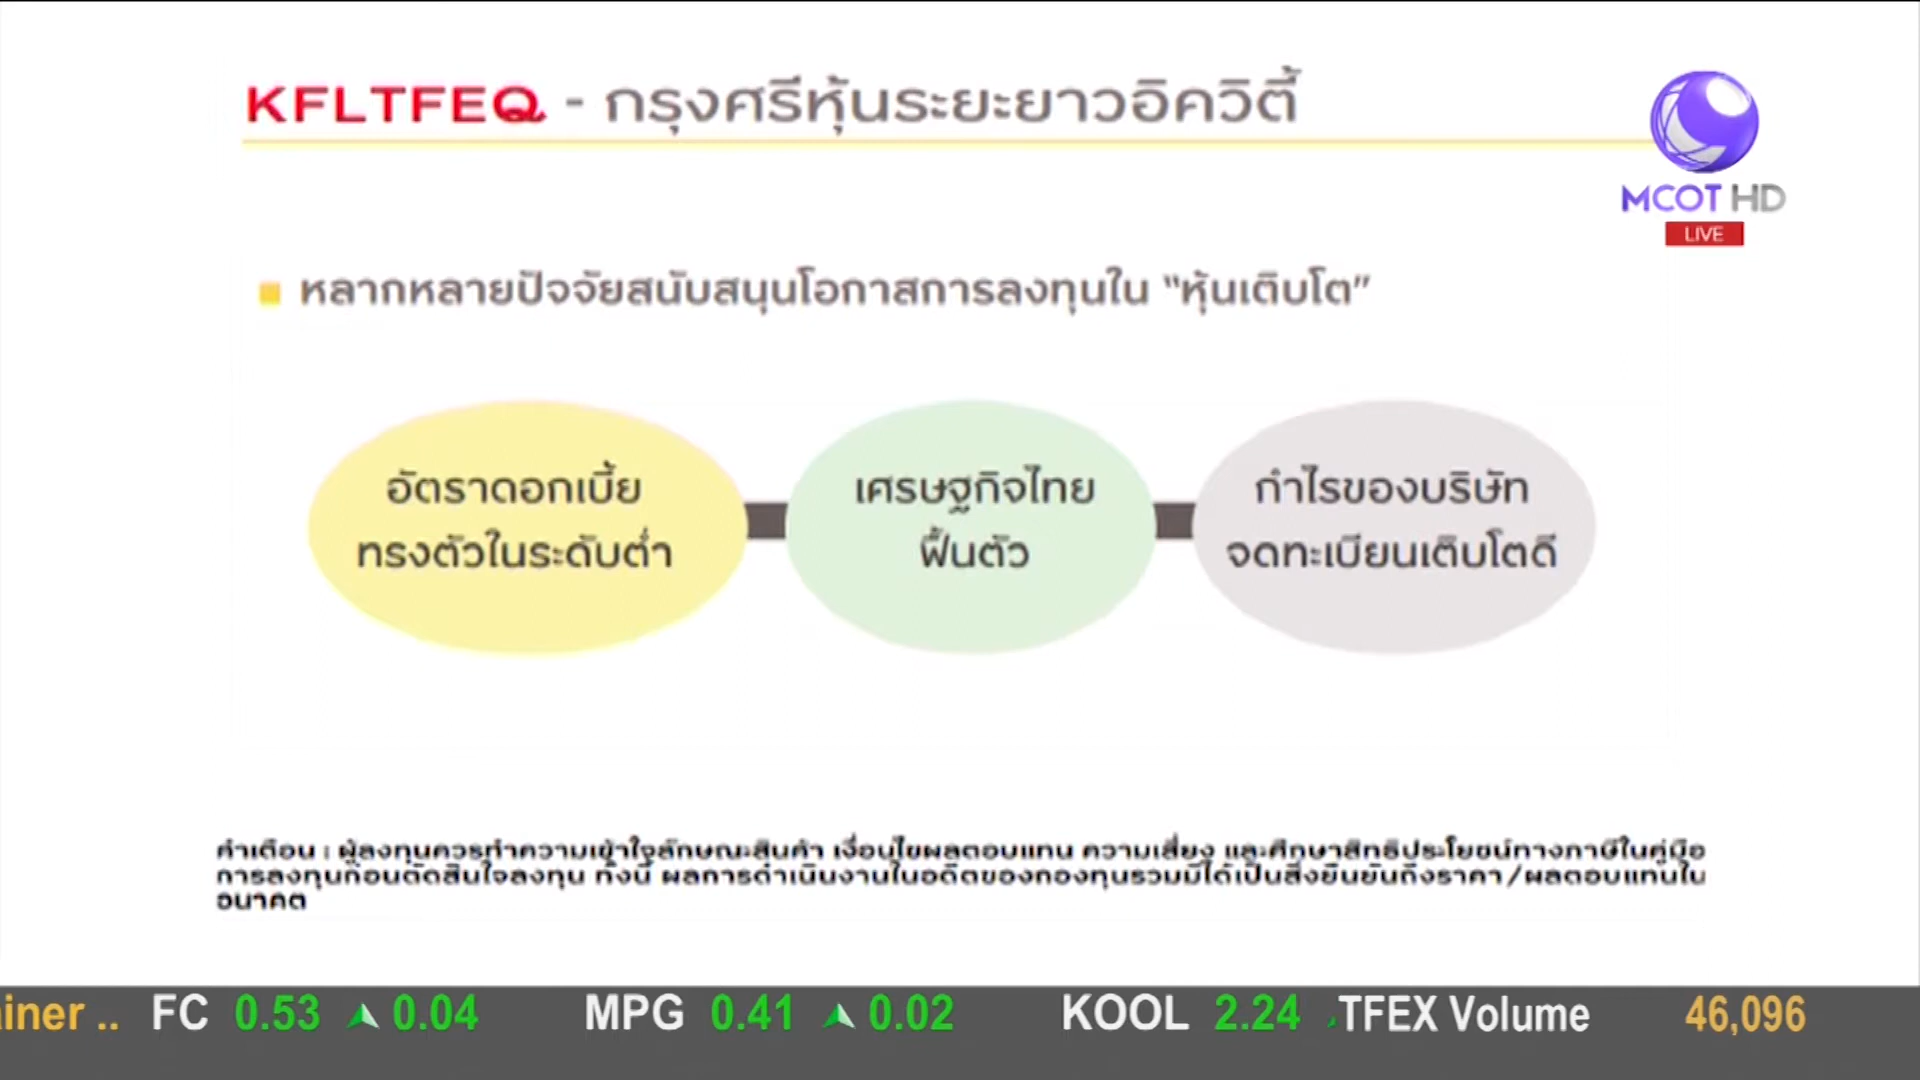 KFLTFEQ - กรุงศรีหุ้นระยะยาวอิควิตี้
MCOT HD
LIVE
หลากหลายปัจจัยสนับสนุนโอกาสการลงทุนใน “หุ้นเติบโต”
อัตราดอกเบี้ย
ทรงตัวในระดับต่ำ
เศรษฐกิจไทย
ฟื้นตัว
กำไรของบริษัท
จดทะเบียนเติบโตดี
คำเตือน : ผู้ลงทุนควรทำความเข้าใจลักษณะสินค้า เงื่อนไขผลตอบแทน ความเสี่ยง และศึกษาสิทธิประโยชน์ทางภาษีในคู่มือ
การลงทุนก่อนตัดสินใจลงทุน ทั้งนี้ ผลการดำเนินงานในอดีตของกองทุนรวมมิได้เป็นสิ่งยืนยันถึงราคา/ผลตอบแทนใน
อนาคต
iner .. FC 0.53 0.04 MPG 0.41 0.02 KOOL 2.24 TFEX Volume 46,096